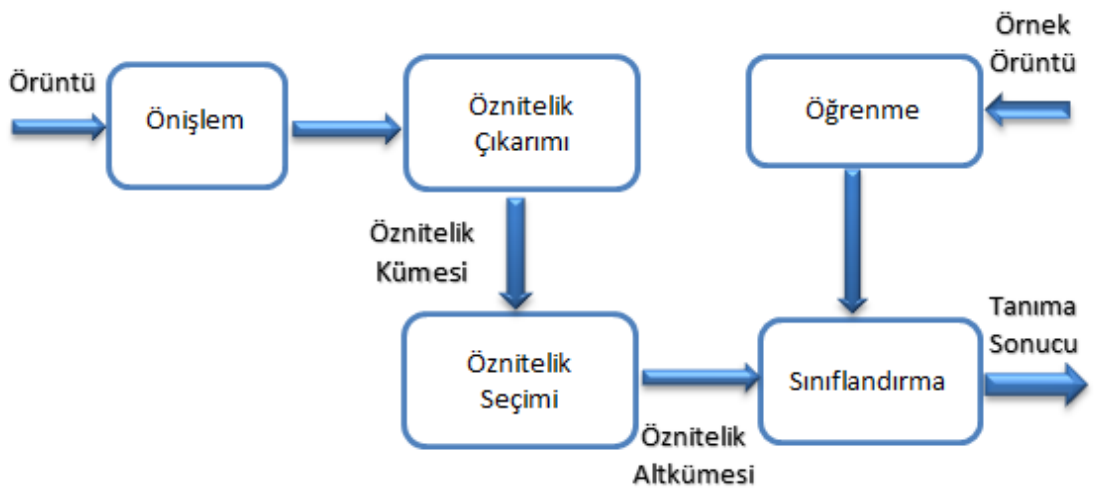 Örüntü
Önişlem
Öznitelik
Çıkarımı
Öğrenme
Örnek
Örüntü
Öznitelik
Kümesi
Öznitelik
Seçimi
Öznitelik
Altkümesi
Sınıflandırma
Tanıma
Sonucu